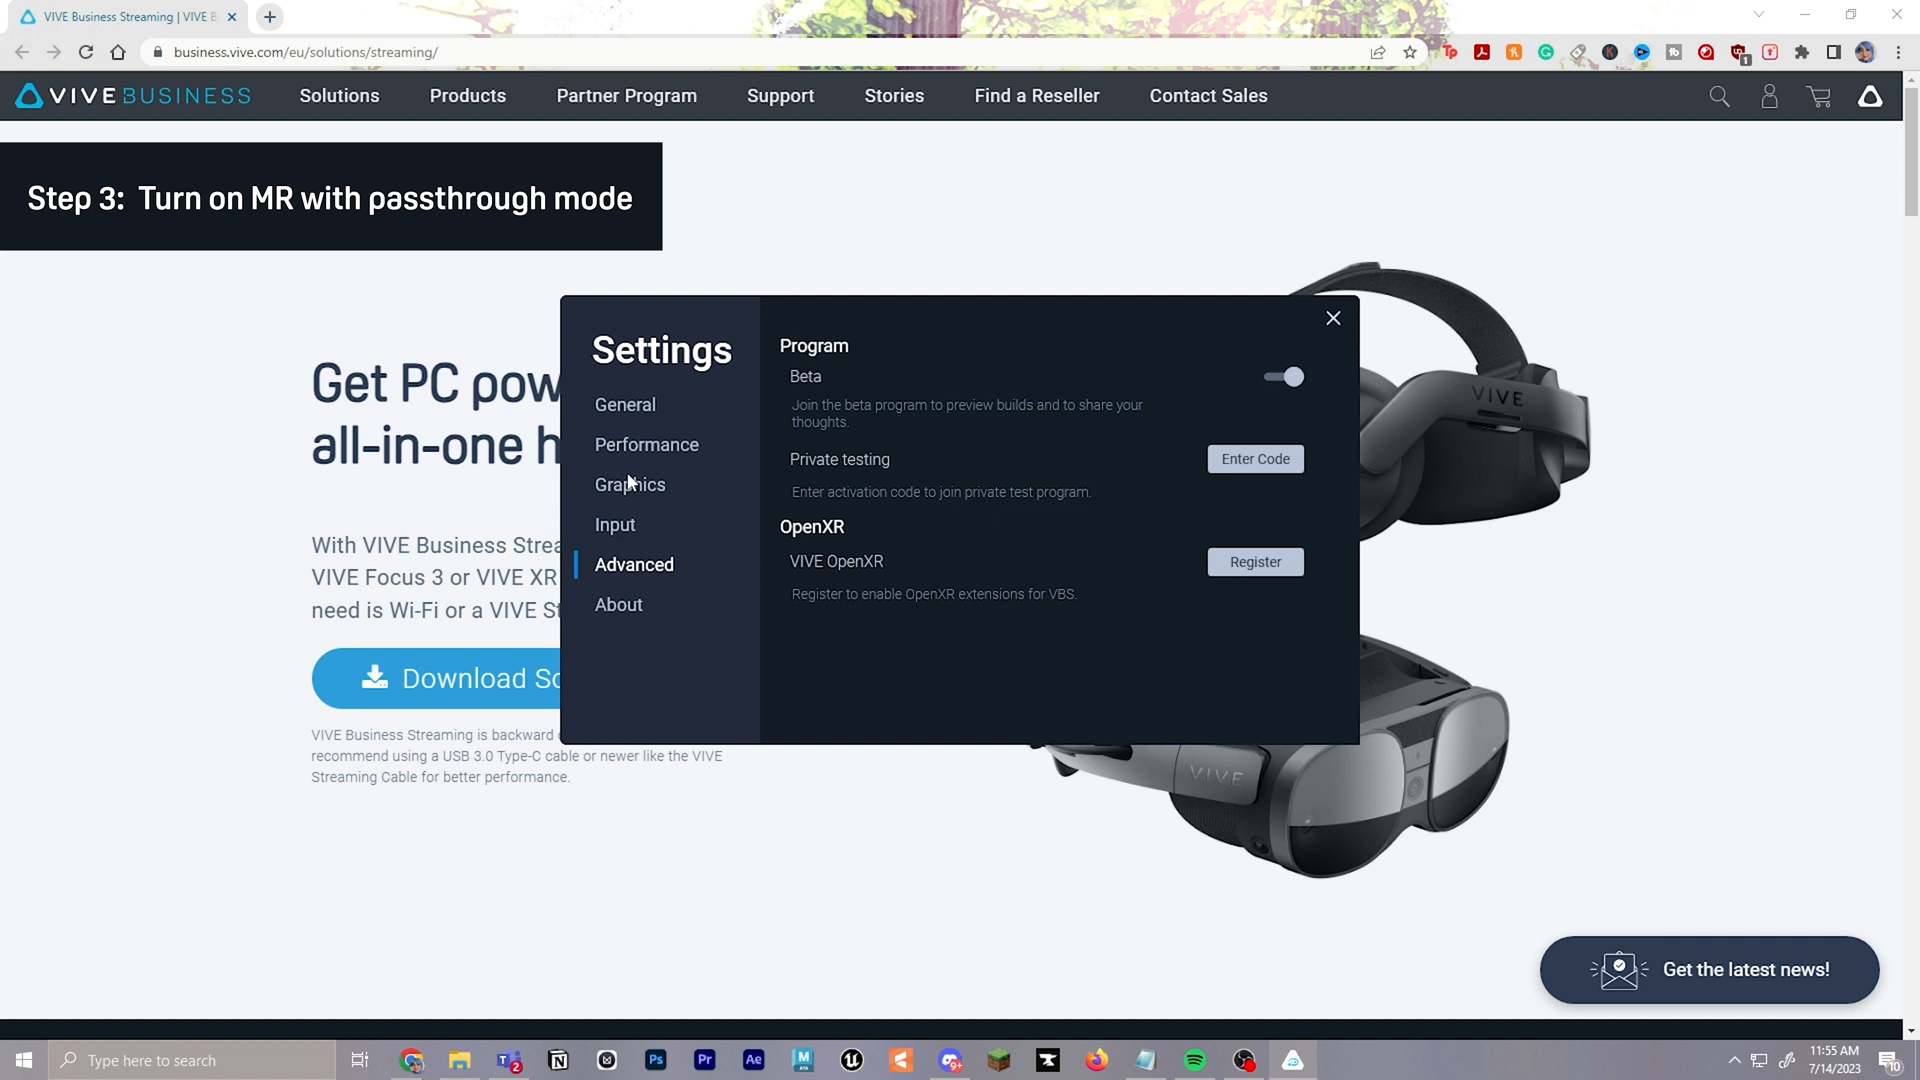 VIVE Business Streaming | VIVE B
business.vive.com/eu/solutions/streaming/
VIVE BUSINESS
Solutions
Products
Partner Program
Support
Stories
Find a Reseller
Contact Sales
Step 3: Turn on MR with passthrough mode
Get PC pow
all-in-one h
With VIVE Business Strea
VIVE Focus 3 or VIVE XR
need is Wi-Fi or a VIVE St
Download So
VIVE Business Streaming is backward
recommend using a USB 3.0 Type-C cable or newer like the VIVE
Streaming Cable for better performance.
Settings
General
Performance
Graphics
Input
Advanced
About
Program
Beta
Join the beta program to preview builds and to share your
thoughts.
Private testing
Enter Code
Enter activation code to join private test program.
OpenXR
VIVE OpenXR
Register
Register to enable OpenXR extensions for VBS.
VIVE
VIVE
Get the latest news!
Type here to search
11:55 AM
7/14/2023